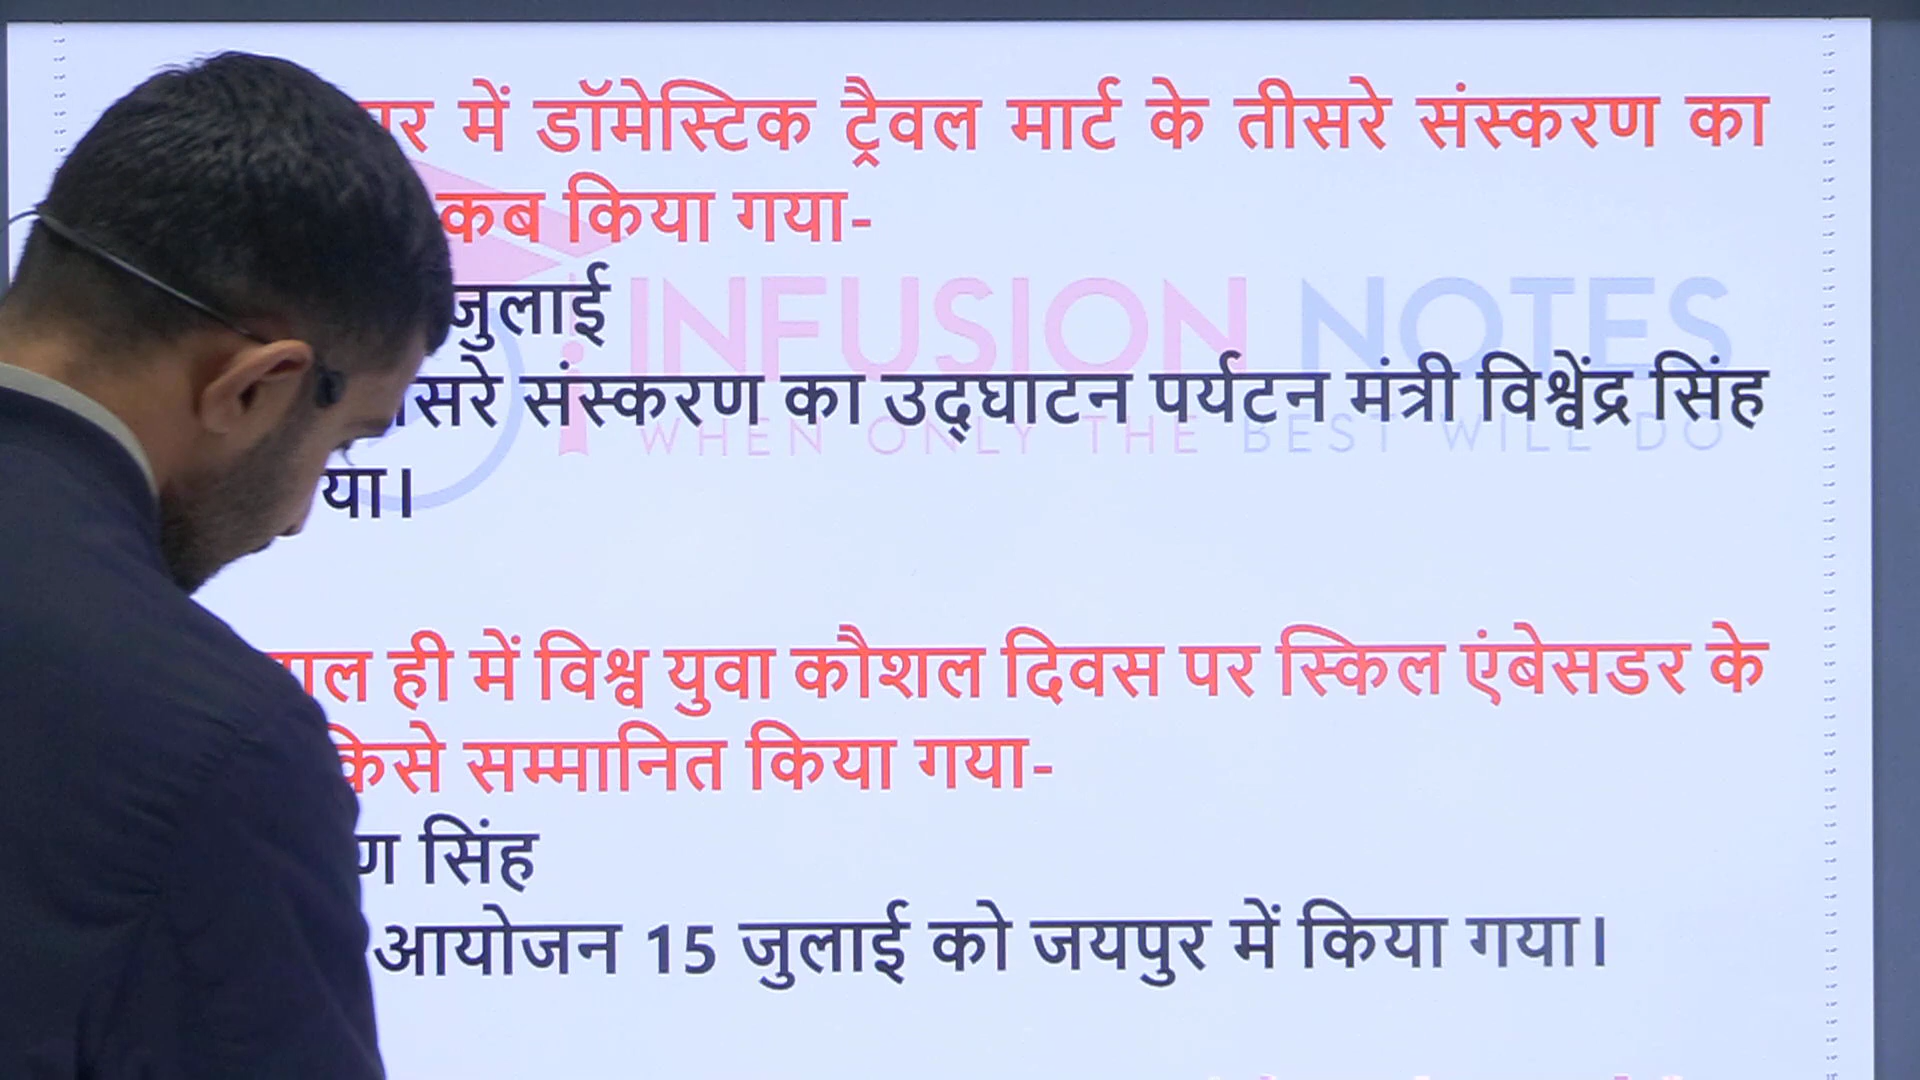 में डॉमेस्टिक ट्रैवल मार्ट के तीसरे संस्करण का
कब किया गया-
जुलाई
INFUSION NOTES
संस्करण का उद्घाटन पर्यटन मंत्री विश्वेंद्र सिंह
WHEN ONLY THE BEST WILL DO
ही में विश्व युवा कौशल दिवस पर स्किल एंबेसडर के
किसे सम्मानित किया गया-
सिंह
आयोजन 15 जुलाई को जयपुर में किया गया।